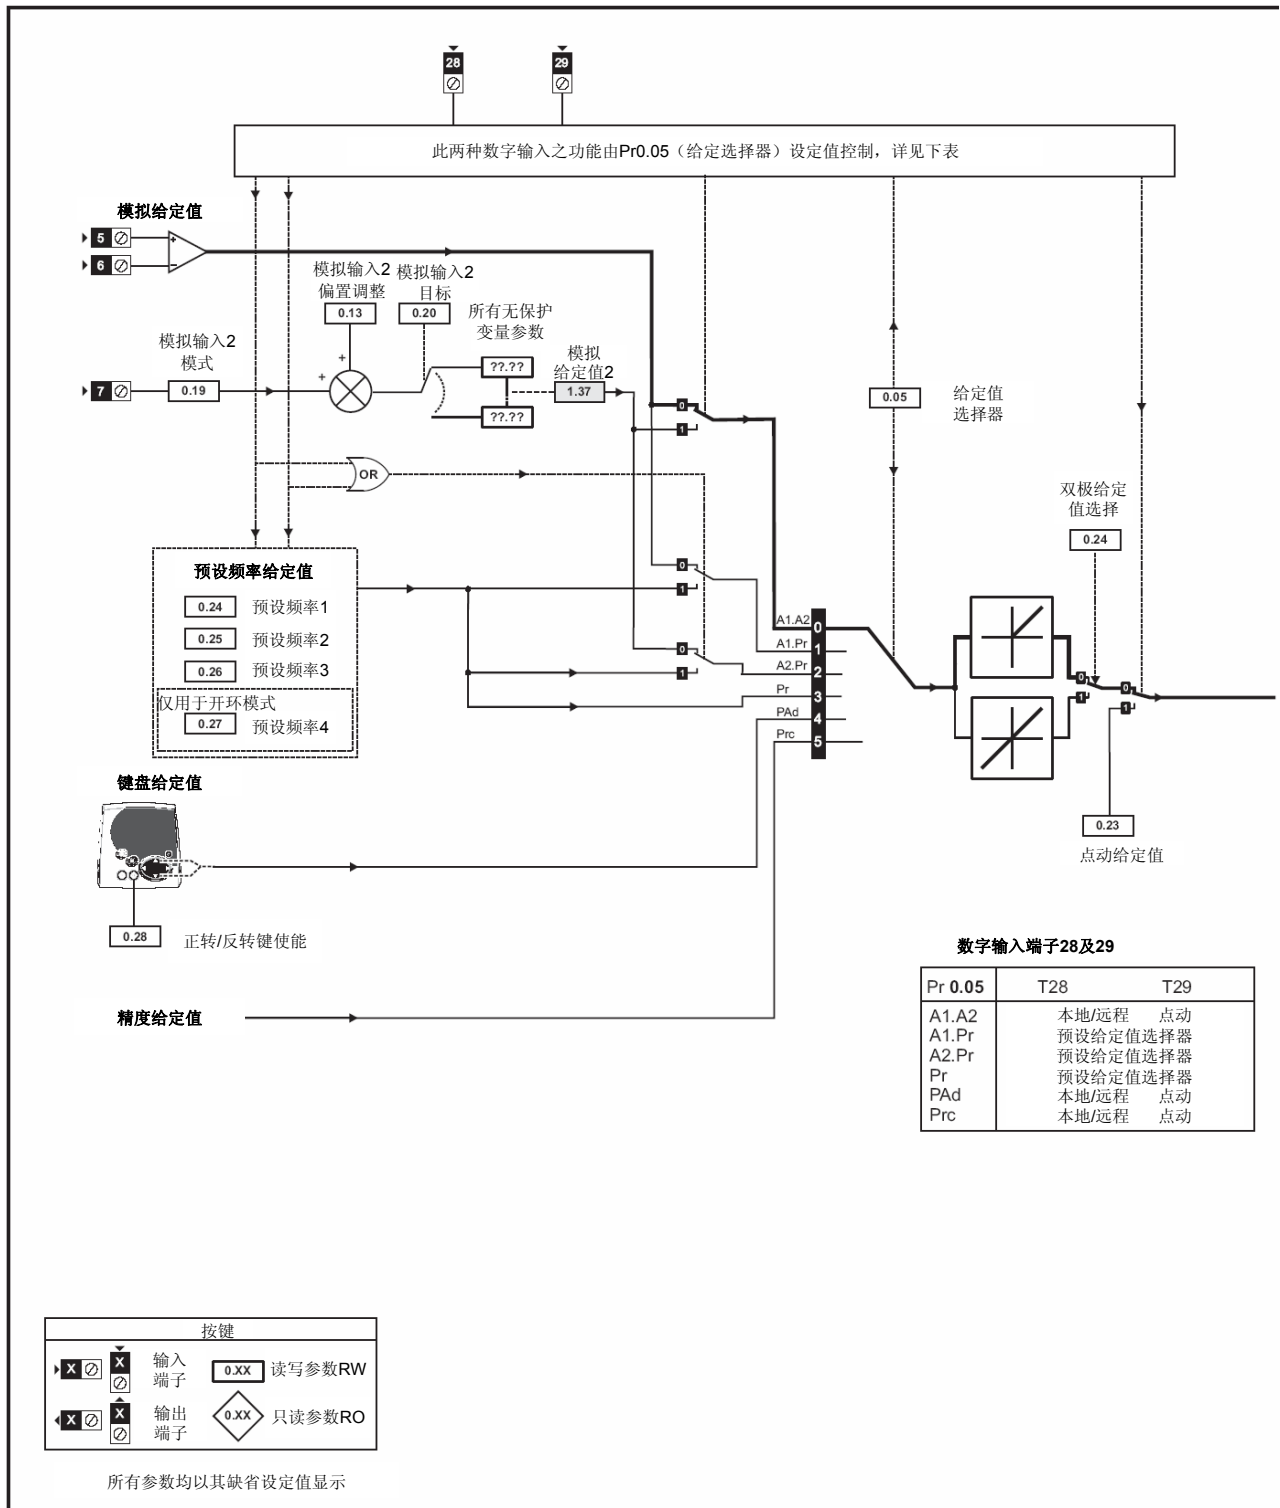 28
29
此两种数字输入之功能由Pr0.05（给定选择器）设定值控制，详见下表
模拟给定值
5
+
6
−
模拟输入2
偏置调整
0.13
模拟输入2
目标
0.20
所有无保护
变量参数
??.??
??.??
模拟输入2
模式
7
0.19
+
+
模拟
给定值2
1.37
0
1
0.05
给定值
选择器
OR
双极给定
值选择
0.24
预设频率给定值
0.24 预设频率1
0.25 预设频率2
0.26 预设频率3
仅用于开环模式
0.27 预设频率4
0
1
0
1
A1.A2 0
A1.Pr 1
A2.Pr 2
Pr 3
PAd 4
Prc 5
0
1
0
1
0.23
点动给定值
键盘给定值
0.28 正转/反转键使能
精度给定值
数字输入端子28及29
Pr 0.05 T28 T29
A1.A2 本地/远程 点动
A1.Pr 预设给定值选择器
A2.Pr 预设给定值选择器
Pr 预设给定值选择器
PAd 本地/远程 点动
Prc 本地/远程 点动
按键
X X 输入
端子
0.XX 读写参数RW
X X 输出
端子
0.XX 只读参数RO
所有参数均以其缺省设定值显示